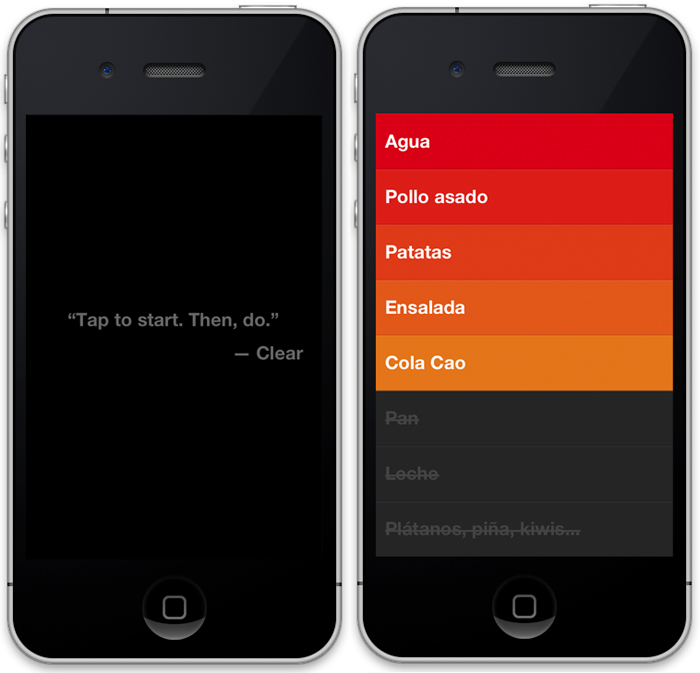 “Tap to start. Then, do.”
— Clear
Agua
Pollo asado
Patatas
Ensalada
Cola Cao
Pan
Leche
Plátanos, piña, kiwis...